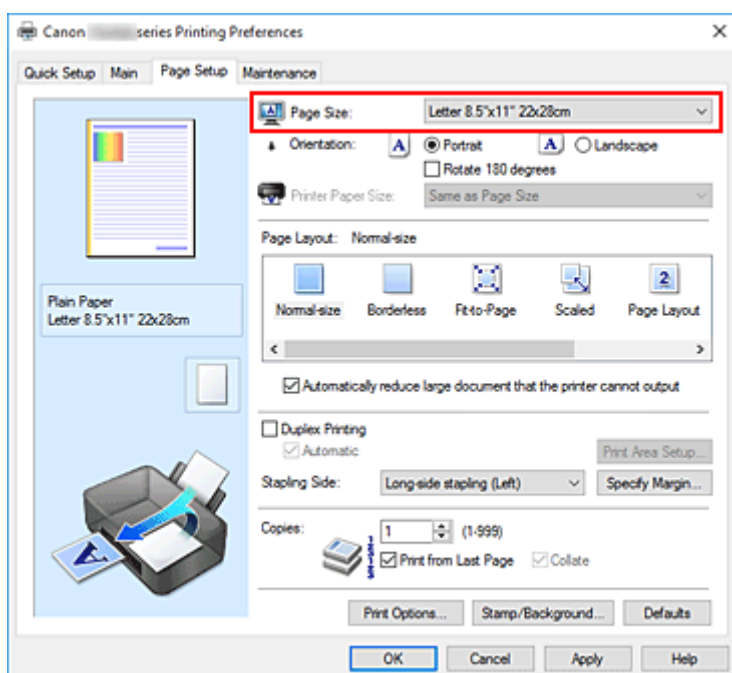 Canon series Printing Preferences
Quick Setup Main Page Setup Maintenance
Page Size: Letter 8.5"x11" 22x28cm
Orientation: A Portrait A Landscape
Rotate 180 degrees
Printer Paper Size: Same as Page Size
Page Layout: Normal-size
2
Normal-size Borderless Fit-to-Page Scaled Page Layout
Automatically reduce large document that the printer cannot output
Plain Paper
Letter 8.5"x11" 22x28cm
Duplex Printing
Automatic Print Area Setup...
Stapling Side: Long-side stapling (Left) Specify Margin...
Copies: 1 (1-999)
Print from Last Page Collate
A
Print Options... Stamp/Background... Defaults
OK Cancel Apply Help